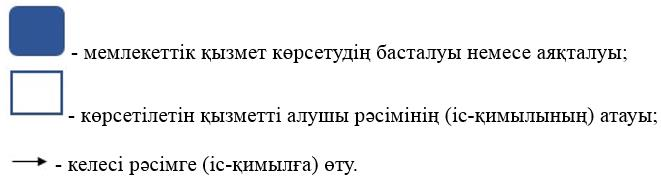 - мемлекеттік қызмет көрсетудің басталуы немесе аяқталуы;
- көрсетілетін қызметті алушы рәсімінің (іс-қимылының) атауы;
- келесі рәсімге (іс-қимылға) өту.